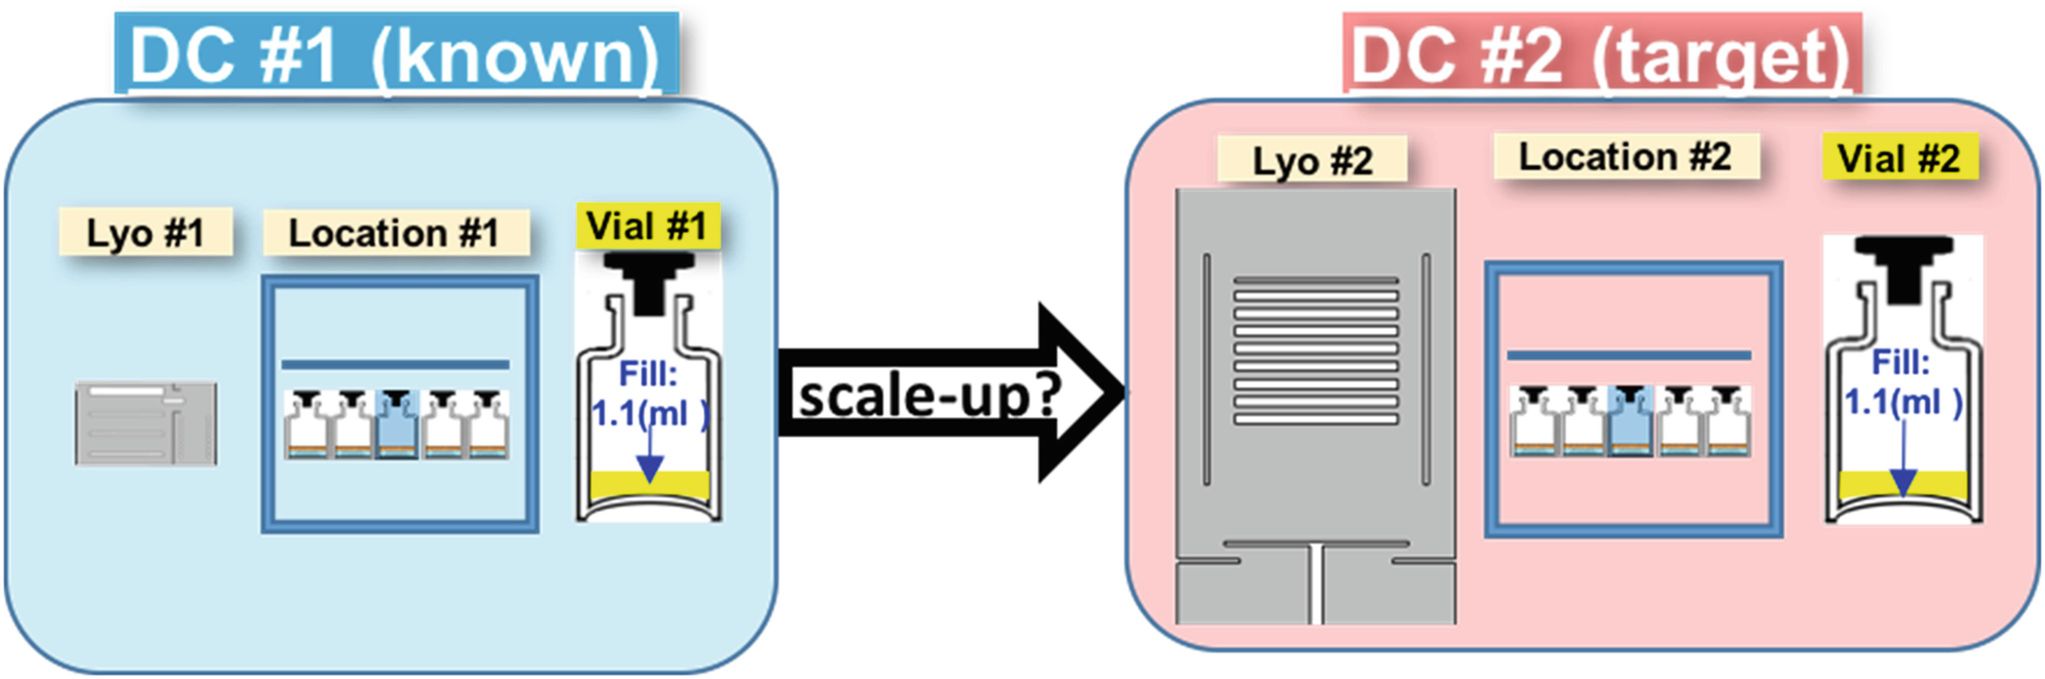 DC #1 (known)
Lyo #1
Location #1
Vial #1
Fill:
1.1(ml )
scale-up?
DC #2 (target)
Lyo #2
Location #2
Vial #2
Fill:
1.1(ml )